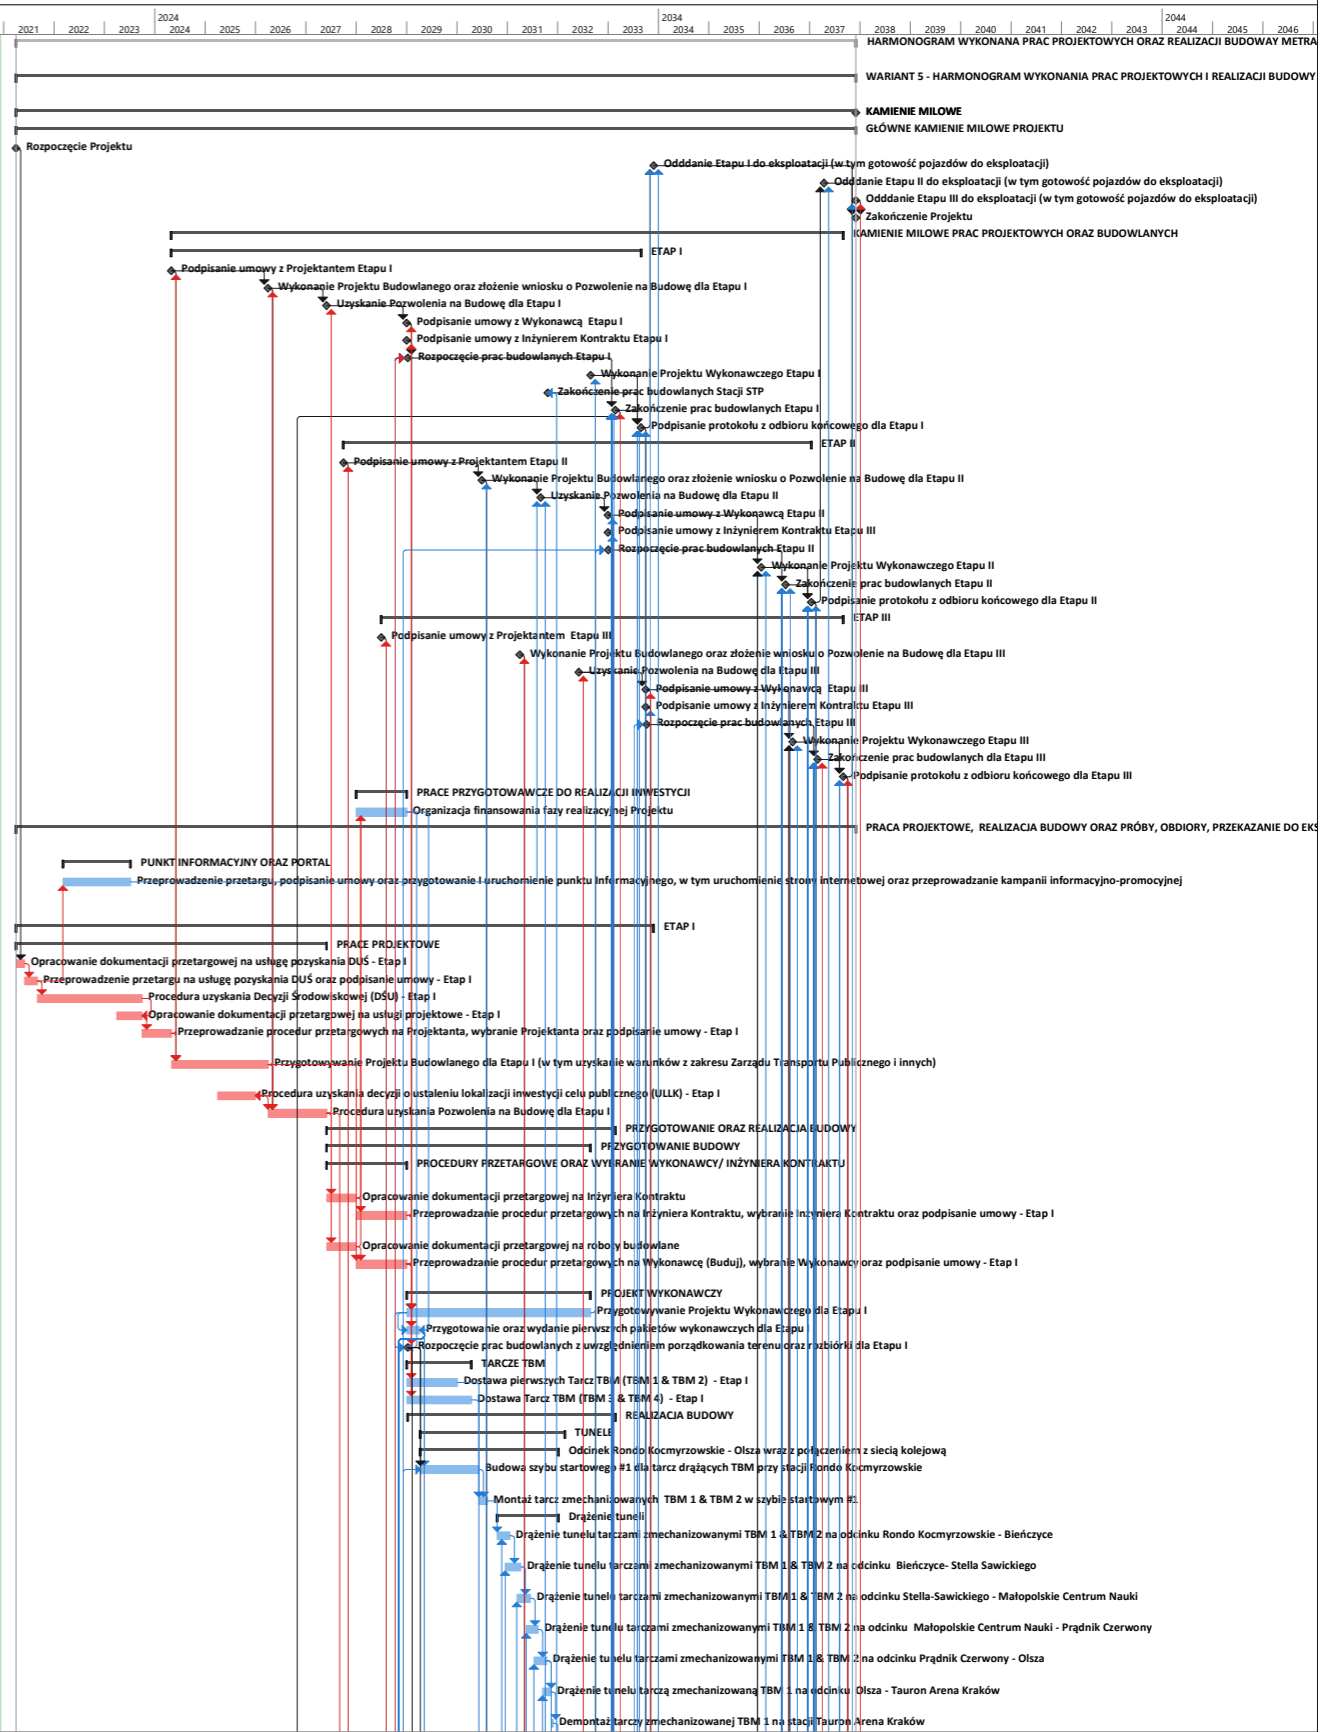 2024 2034 2044
2021 2022 2023 2024 2025 2026 2027 2028 2029 2030 2031 2032 2033 2034 2035 2036 2037 2038 2039 2040 2041 2042 2043 2044 2045 2046
HARMONOGRAM WYKONANA PRAC PROJEKTOWYCH ORAZ REALIZACJI BUDOWAY METRA
WARIANT 5 - HARMONOGRAM WYKONANIA PRAC PROJEKTOWYCH I REALIZACJI BUDOWY
KAMIENIE MILOWE
GŁÓWNE KAMIENIE MILOWE PROJEKTU
Rozpoczęcie Projektu
Odddanie Etapu I do eksploatacji (w tym gotowość pojazdów do eksploatacji)
Odddanie Etapu II do eksploatacji (w tym gotowość pojazdów do eksploatacji)
Odddanie Etapu III do eksploatacji (w tym gotowość pojazdów do eksploatacji)
Zakończenie Projektu
KAMIENIE MILOWE PRAC PROJEKTOWYCH ORAZ BUDOWLANYCH
ETAP I
Podpisanie umowy z Projektantem Etapu I
Wykonanie Projektu Budowlanego oraz złożenie wniosku o Pozwolenie na Budowę dla Etapu I
Uzyskanie Pozwolenia na Budowę dla Etapu I
Podpisanie umowy z Wykonawcą Etapu I
Podpisanie umowy z Inżynierem Kontraktu Etapu I
Rozpoczęcie prac budowlanych Etapu I
Wykonanie Projektu Wykonawczego Etapu I
Zakończenie prac budowlanych Stacji STP
Zakończenie prac budowlanych Etapu I
Podpisanie protokołu z odbioru końcowego dla Etapu I
ETAP II
Podpisanie umowy z Projektantem Etapu II
Wykonanie Projektu Budowlanego oraz złożenie wniosku o Pozwolenie na Budowę dla Etapu II
Uzyskanie Pozwolenia na Budowę dla Etapu II
Podpisanie umowy z Wykonawcą Etapu II
Podpisanie umowy z Inżynierem Kontraktu Etapu III
Rozpoczęcie prac budowlanych Etapu II
Wykonanie Projektu Wykonawczego Etapu II
Zakończenie prac budowlanych Etapu II
Podpisanie protokołu z odbioru końcowego dla Etapu II
ETAP III
Podpisanie umowy z Projektantem Etapu III
Wykonanie Projektu Budowlanego oraz złożenie wniosku o Pozwolenie na Budowę dla Etapu III
Uzyskanie Pozwolenia na Budowę dla Etapu III
Podpisanie umowy z Wykonawcą Etapu III
Podpisanie umowy z Inżynierem Kontraktu Etapu III
Rozpoczęcie prac budowlanych Etapu III
Wykonanie Projektu Wykonawczego Etapu III
Zakończenie prac budowlanych dla Etapu III
Podpisanie protokołu z odbioru końcowego dla Etapu III
PRACE PRZYGOTOWAWCZE DO REALIZACJI INWESTYCJI
Organizacja finansowania fazy realizacyjnej Projektu
PRACA PROJEKTOWE, REALIZACJA BUDOWY ORAZ PRÓBY, OBDIORY, PRZEKAZANIE DO EKS
PUNKT INFORMACYJNY ORAZ PORTAL
Przeprowadzenie przetargu, podpisanie umowy oraz przygotowanie I uruchomienie punktu Informacyjnego, w tym uruchomienie strony internetowej oraz przeprowadzanie kampanii informacyjno-promocyjnej
ETAP I
PRACE PROJEKTOWE
Opracowanie dokumentacji przetargowej na usługę pozyskania DUŚ - Etap I
Przeprowadzenie przetargu na usługę pozyskania DUŚ oraz podpisanie umowy - Etap I
Procedura uzyskania Decyzji Środowiskowej (DŚU) - Etap I
Opracowanie dokumentacji przetargowej na usługi projektowe - Etap I
Przeprowadzanie procedur przetargowych na Projektanta, wybranie Projektanta oraz podpisanie umowy - Etap I
Przygotowywanie Projektu Budowlanego dla Etapu I (w tym uzyskanie warunków z zakresu Zarządu Transportu Publicznego i innych)
Procedura uzyskania decyzji o ustaleniu lokalizacji inwestycji celu publicznego (ULLK) - Etap I
Procedura uzyskania Pozwolenia na Budowę dla Etapu I
PRZYGOTOWANIE ORAZ REALIZACJA BUDOWY
PRZYGOTOWANIE BUDOWY
PROCEDURY PRZETARGOWE ORAZ WYBRANIE WYKONAWCY/ INŻYNIERA KONTRAKTU
Opracowanie dokumentacji przetargowej na Inżyniera Kontraktu
Przeprowadzanie procedur przetargowych na Inżyniera Kontraktu, wybranie Inżyniera Kontraktu oraz podpisanie umowy - Etap I
Opracowanie dokumentacji przetargowej na roboty budowlane
Przeprowadzanie procedur przetargowych na Wykonawcę (Buduj), wybranie Wykonawcy oraz podpisanie umowy - Etap I
PROJEKT WYKONAWCZY
Przygotowywanie Projektu Wykonawczego dla Etapu I
Przygotowanie oraz wydanie pierwszych pakietów wykonawczych dla Etapu I
Rozpoczęcie prac budowlanych z uwzględnieniem porządkowania terenu oraz rozbiórki dla Etapu I
TARCZE TBM
Dostawa pierwszych Tarcz TBM (TBM 1 & TBM 2) - Etap I
Dostawa Tarcz TBM (TBM 3 & TBM 4) - Etap I
REALIZACJA BUDOWY
TUNELE
Odcinek Rondo Kocmyrzowskie - Olsza wraz z połączeniem z siecią kolejową
Budowa szybu startowego #1 dla tarcz drążących TBM przy stacji Rondo Kocmyrzowskie
Montaż tarcz zmechanizowanych TBM 1 & TBM 2 w szybie startowym #1
Drążenie tuneli
Drążenie tunelu tarczami zmechanizowanymi TBM 1 & TBM 2 na odcinku Rondo Kocmyrzowskie - Bieńczyce
Drążenie tunelu tarczami zmechanizowanymi TBM 1 & TBM 2 na odcinku Bieńczyce- Stella Sawickiego
Drążenie tunelu tarczami zmechanizowanymi TBM 1 & TBM 2 na odcinku Stella-Sawickiego - Małopolskie Centrum Nauki
Drążenie tunelu tarczami zmechanizowanymi TBM 1 & TBM 2 na odcinku Małopolskie Centrum Nauki - Prądnik Czerwony
Drążenie tunelu tarczami zmechanizowanymi TBM 1 & TBM 2 na odcinku Prądnik Czerwony - Olsza
Drążenie tunelu tarczą zmechanizowaną TBM 1 na odcinku Olsza - Tauron Arena Kraków
Demontaż tarczy zmechanizowanej TBM 1 na stacji Tauron Arena Kraków